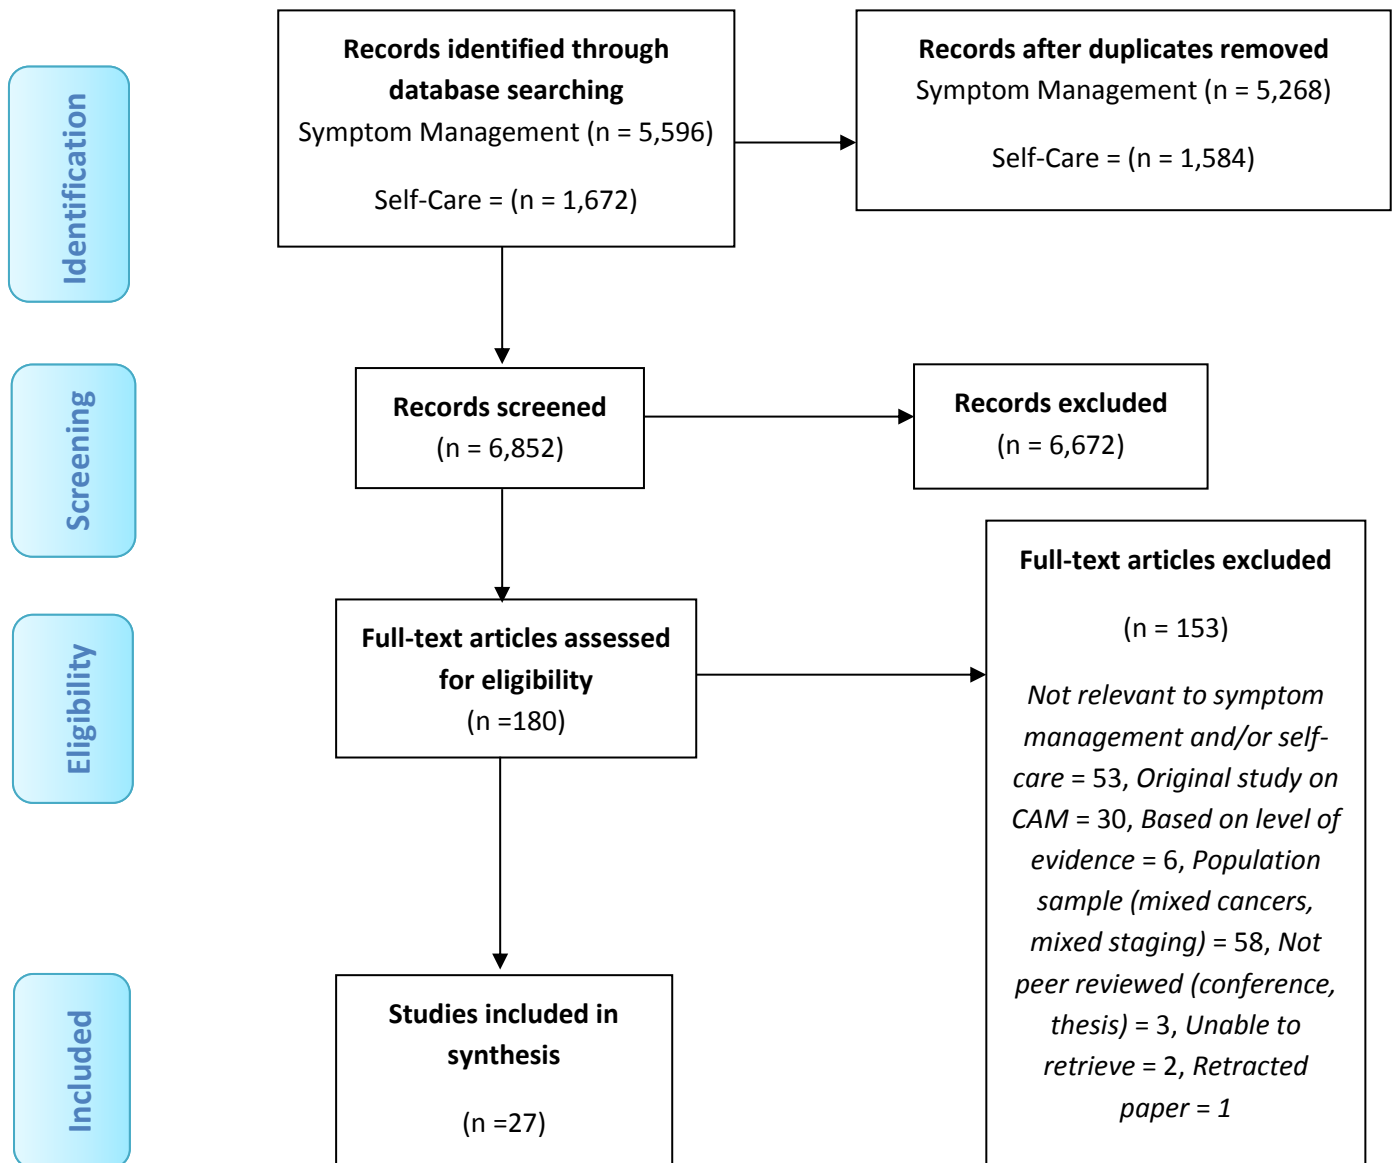 Identification
Records identified through
database searching
Symptom Management (n = 5,596)
Self-Care = (n = 1,672)
Records after duplicates removed
Symptom Management (n = 5,268)
Self-Care = (n = 1,584)
Screening
Records screened
(n = 6,852)
Records excluded
(n = 6,672)
Eligibility
Full-text articles assessed
for eligibility
(n =180)
Full-text articles excluded
(n = 153)
Not relevant to symptom
management and/or self-
care = 53, Original study on
CAM = 30, Based on level of
evidence = 6, Population
sample (mixed cancers,
mixed staging) = 58, Not
peer reviewed (conference,
thesis) = 3, Unable to
retrieve = 2, Retracted
paper = 1
Included
Studies included in
synthesis
(n =27)